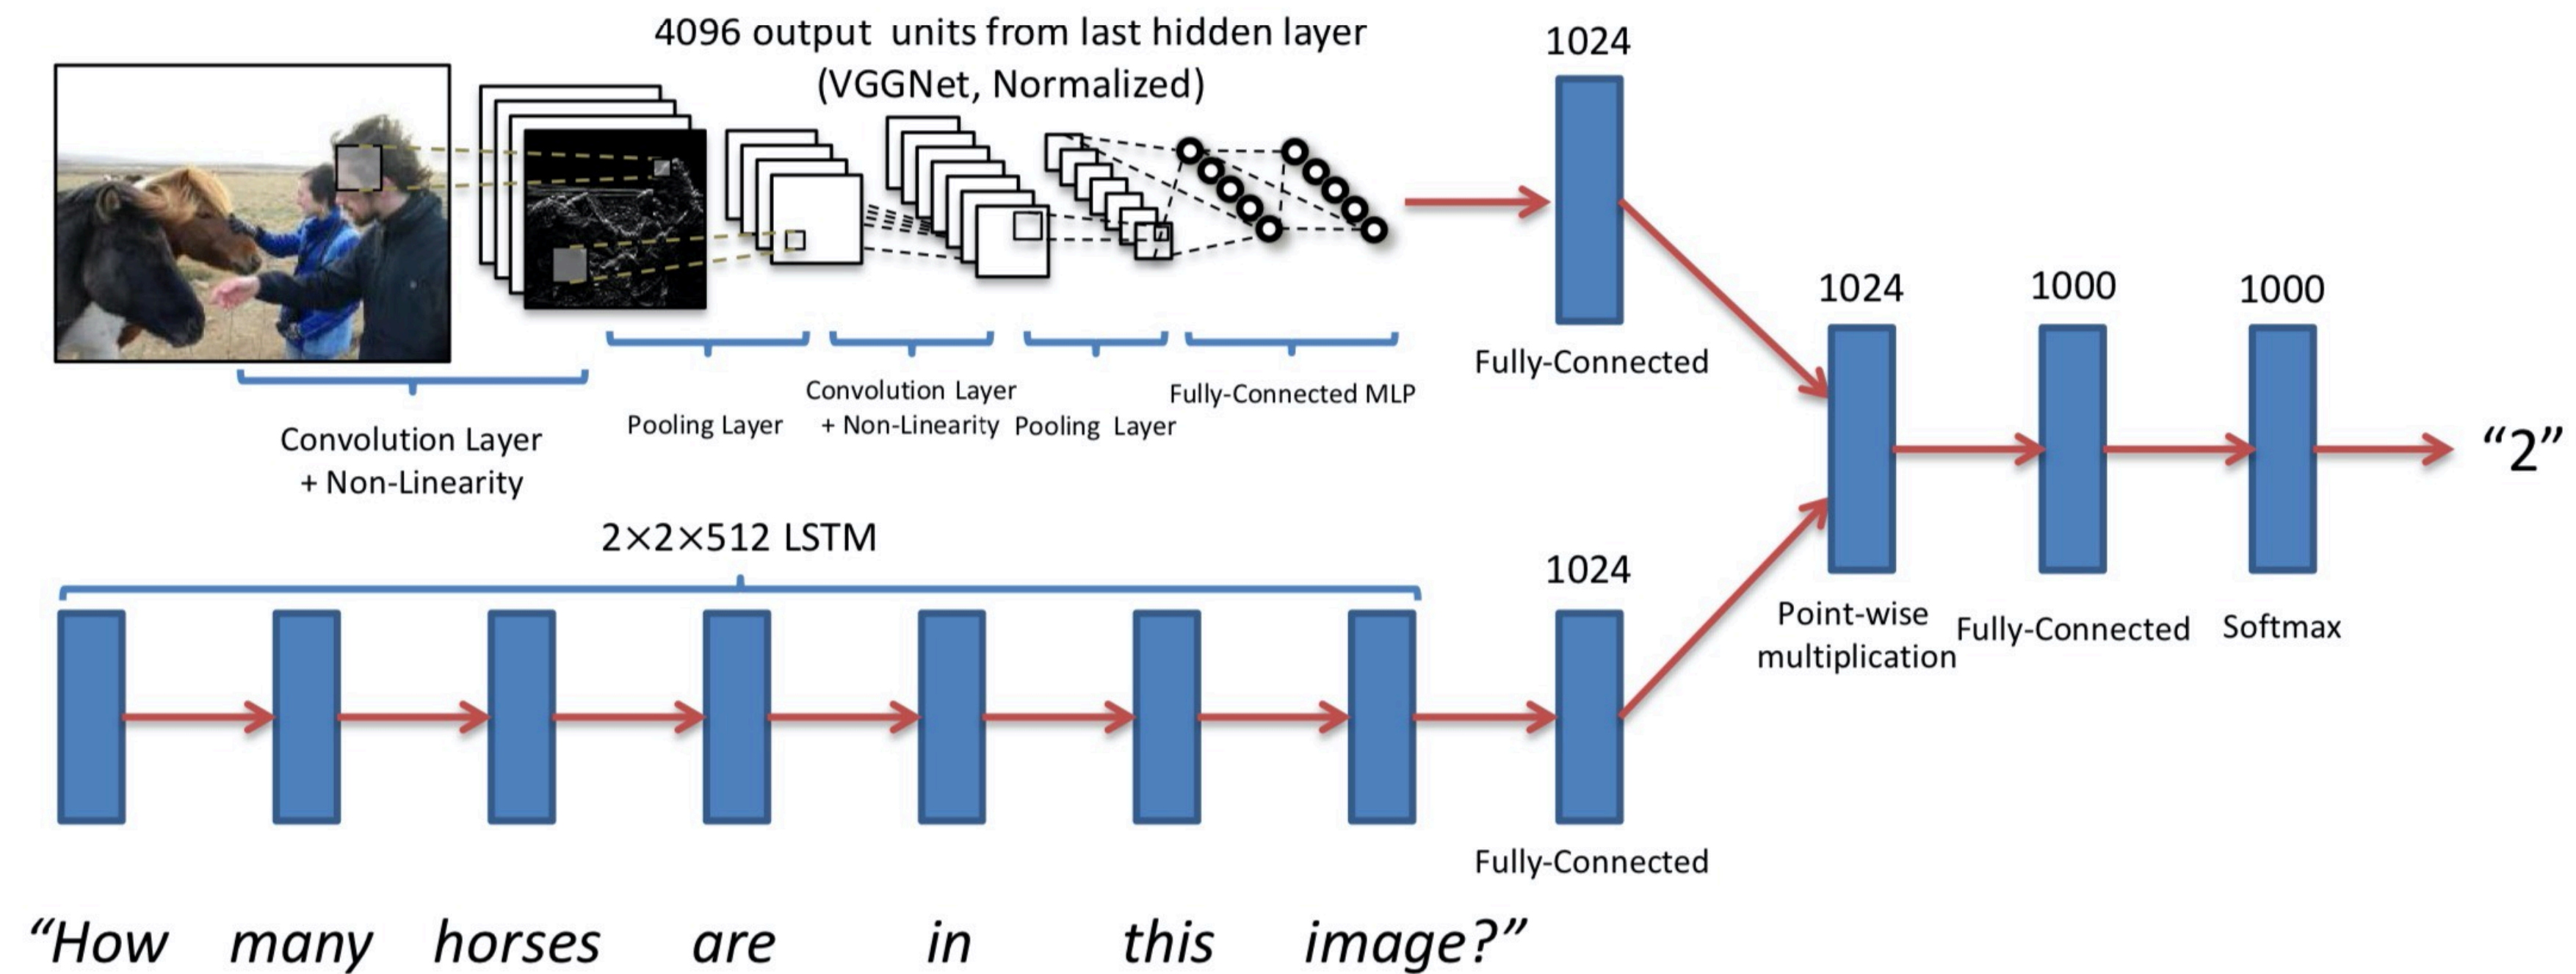 4096 output units from last hidden layer
(VGGNet, Normalized)
1024
Fully-Connected
Convolution Layer
+ Non-Linearity
Pooling Layer
Convolution Layer
+ Non-Linearity
Pooling Layer
Fully-Connected MLP
1024
1000
1000
Point-wise
multiplication
Fully-Connected
Softmax
“2”
2×2×512 LSTM
1024
Fully-Connected
“How many horses are in this image?”